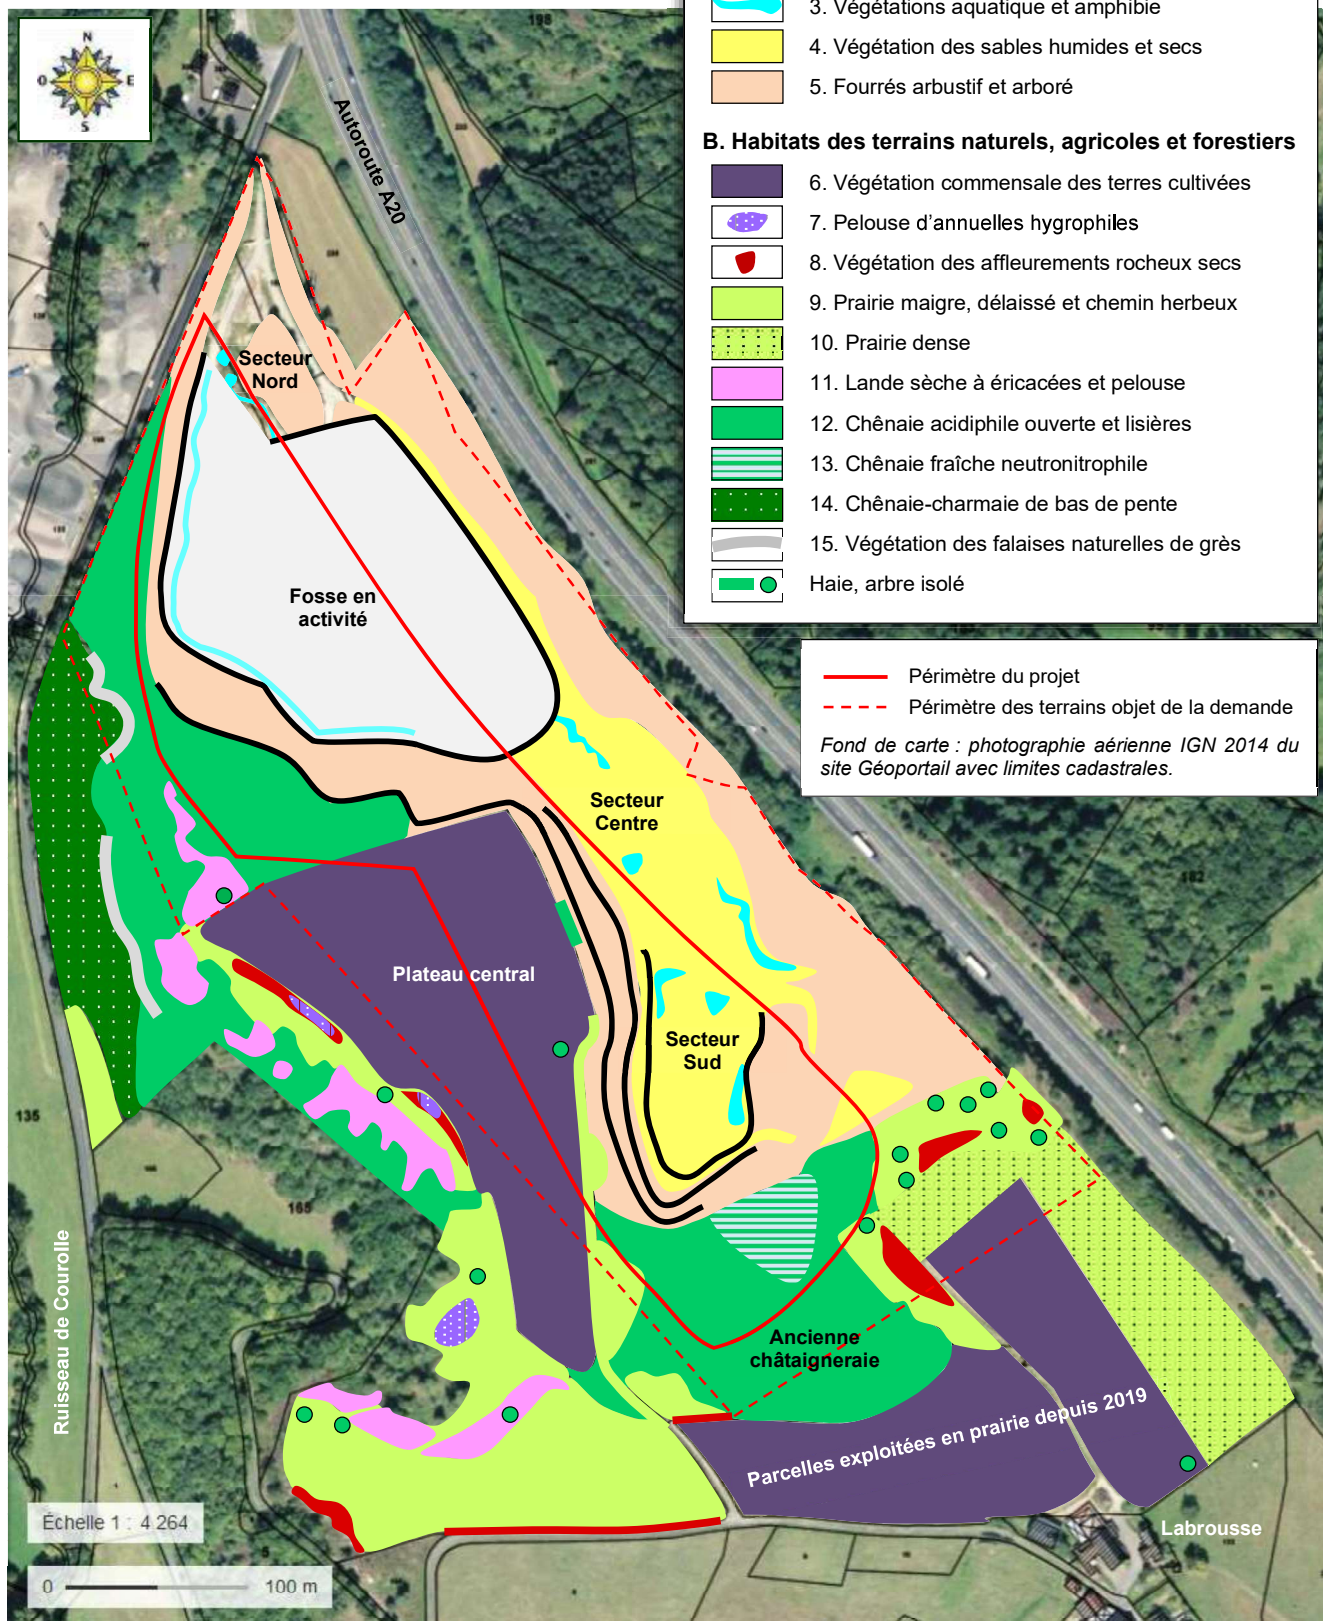 3. Végétations aquatique et amphibie
4. Végétation des sables humides et secs
5. Fourrés arbustif et arboré
B. Habitats des terrains naturels, agricoles et forestiers
6. Végétation commensale des terres cultivées
7. Pelouse d'annuelles hygrophiles
8. Végétation des affleurements rocheux secs
9. Prairie maigre, délaissé et chemin herbeux
10. Prairie dense
11. Lande sèche à éricacées et pelouse
12. Chênaie acidiphile ouverte et lisières
13. Chênaie fraîche neutronitrophile
14. Chênaie-charmaie de bas de pente
15. Végétation des falaises naturelles de grès
Haie, arbre isolé
Périmètre du projet
Périmètre des terrains objet de la demande
Fond de carte : photographie aérienne IGN 2014 du
site Géoportail avec limites cadastrales.
N
O
E
S
198
Autoroute A20
Secteur
Nord
Fosse en
activité
Secteur
Centre
182
Plateau central
Secteur
Sud
135
165
Ruisseau de Courolle
Ancienne
châtaigneraie
Parcelles exploitées en prairie depuis 2019
Labrousse
Échelle 1 : 4 264
0
100 m